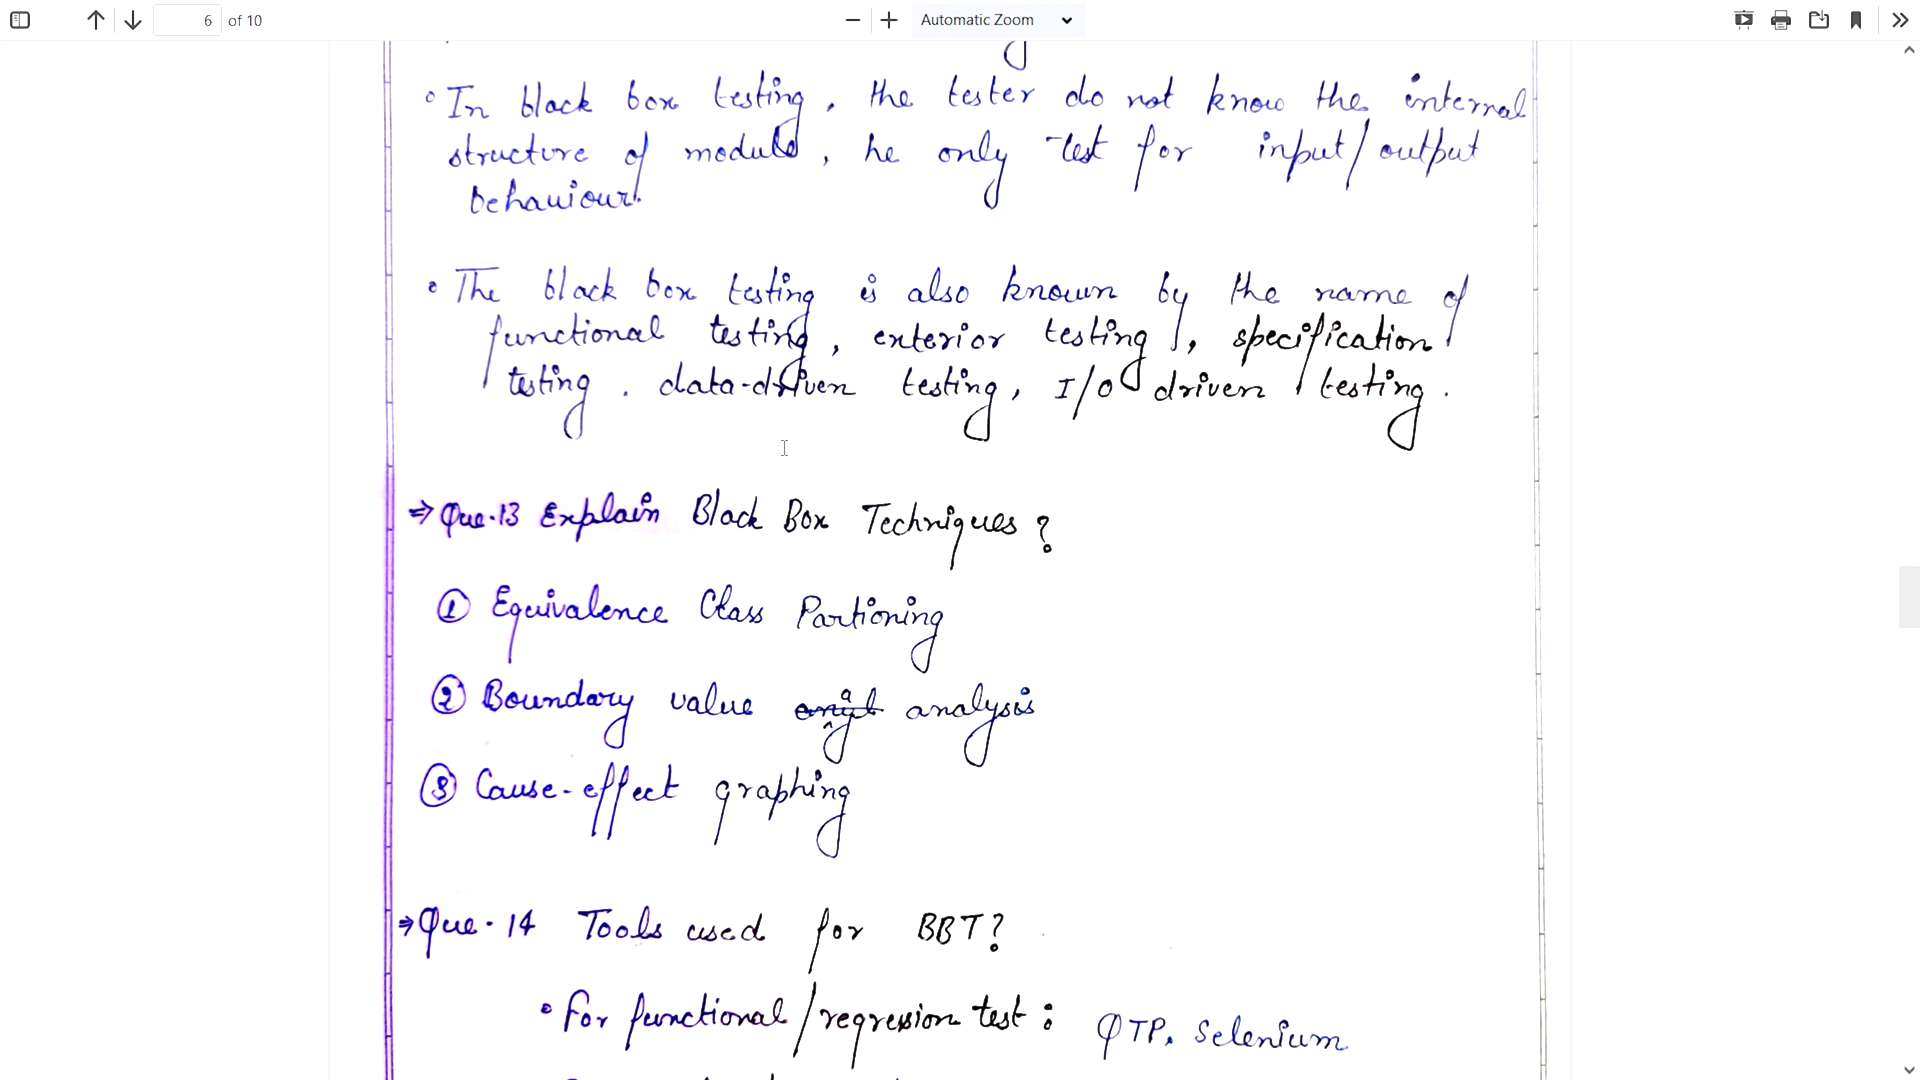 6 of 10 Automatic Zoom
• In black box testing, the tester do not know the internal
structure of module, he only test for input/output
behaviour.
• The black box testing is also known by the name of
functional testing, exterior testing, specification
testing. data-driven testing, I/O driven testing.
⇒ Que.13 Explain Black Box Techniques?
① Equivalence Class Partioning
② Boundary value analysis
③ Cause-effect graphing
⇒ Que. 14 Tools used for BBT?
• For functional/regression test: QTP, Selenium